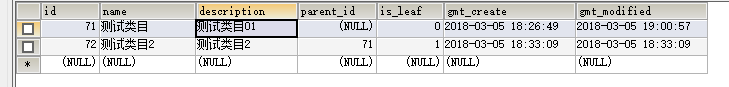 id name description parent_id is_leaf gmt_create gmt_modified
71 测试类目 测试类目01 (NULL) 0 2018-03-05 18:26:49 2018-03-05 19:00:57
72 测试类目2 测试类目2 71 1 2018-03-05 18:33:09 2018-03-05 18:33:09
* (NULL) (NULL) (NULL) (NULL) (NULL) (NULL) (NULL)